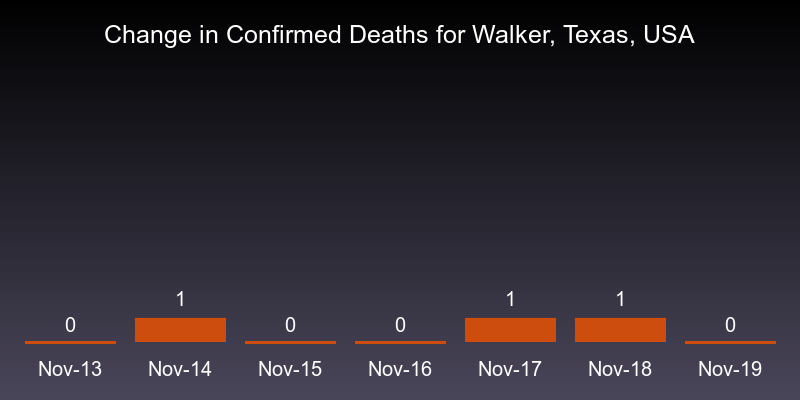 Change in Confirmed Deaths for Walker, Texas, USA
0 1 0 0 1 1 0
Nov-13 Nov-14 Nov-15 Nov-16 Nov-17 Nov-18 Nov-19